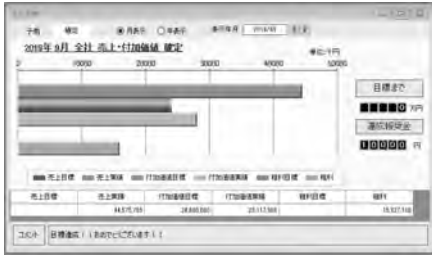 予約 確定 月表示 年表示 表示年月 2019/09
2019年 9月 全社 売上・付加価値 確定
単位:千円
0 10000 20000 30000 40000 50000
目標まで
0 万円
達成報奨金
10000 円
売上目標 売上実績 付加価値目標 付加価値実績 粗利目標 粗利
売上目標 売上実績 付加価値目標 付加価値実績 粗利目標 粗利
コメント 目標達成!!おめでとうございます!!